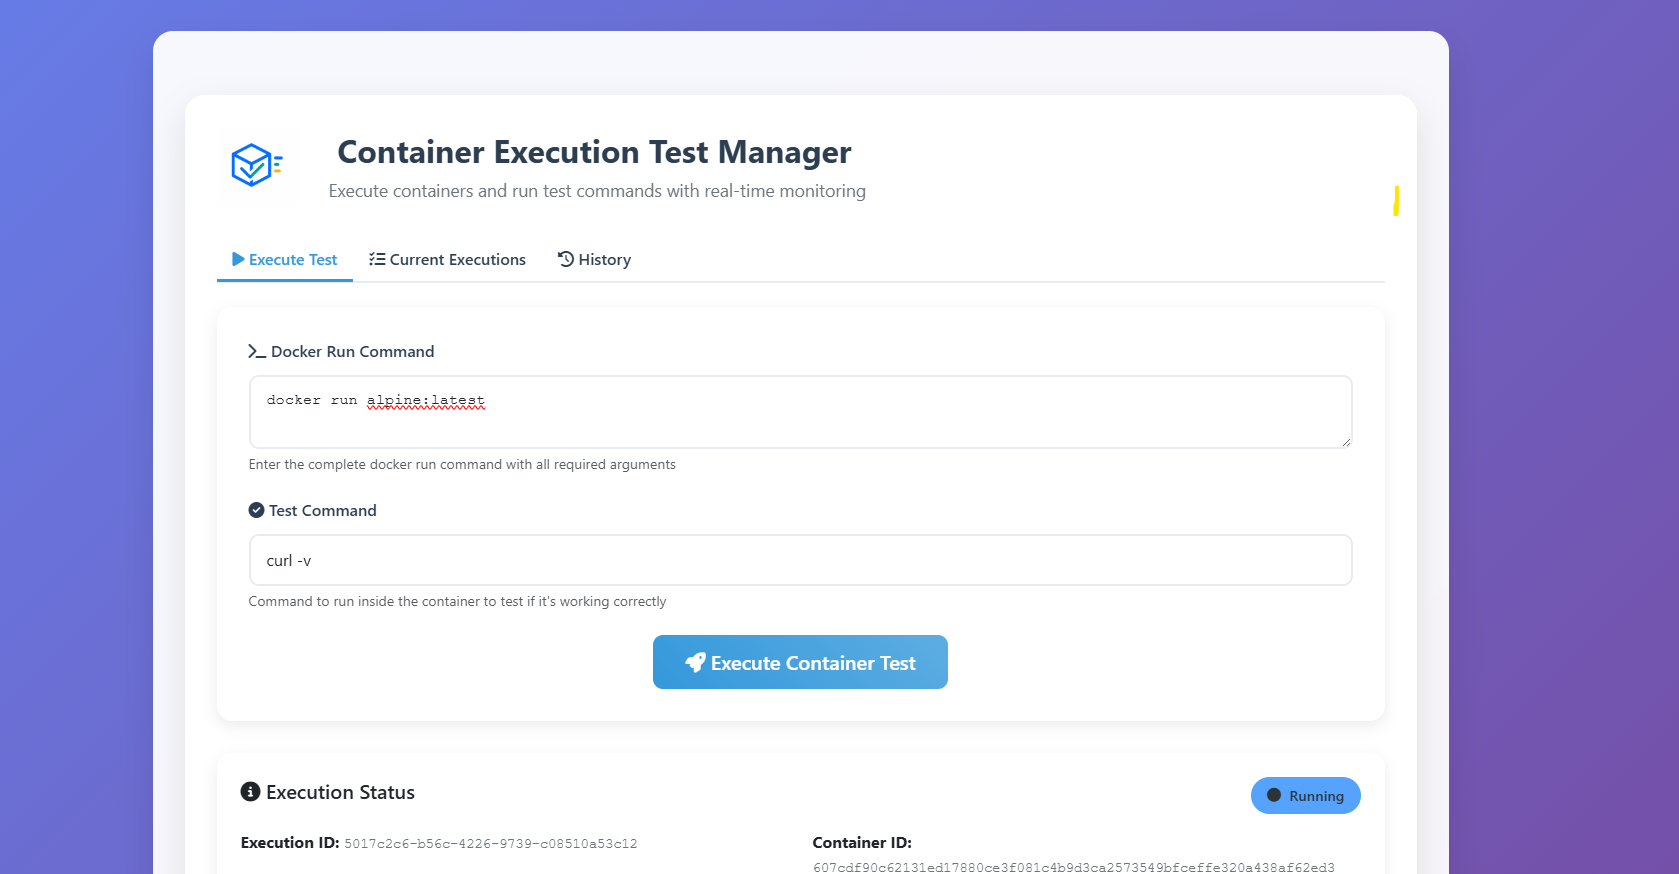 Container Execution Test Manager
Execute containers and run test commands with real-time monitoring
Execute Test
Current Executions
History
Docker Run Command
docker run alpine:latest
Enter the complete docker run command with all required arguments
Test Command
curl -v
Command to run inside the container to test if it's working correctly
Execute Container Test
Execution Status
Running
Execution ID: 5017c2c6-b56c-4226-9739-c08510a53c12
Container ID:
607cdf90c62131ed17880ce3f081c4b9d3ca2573549bfceffe320a438af62ed3